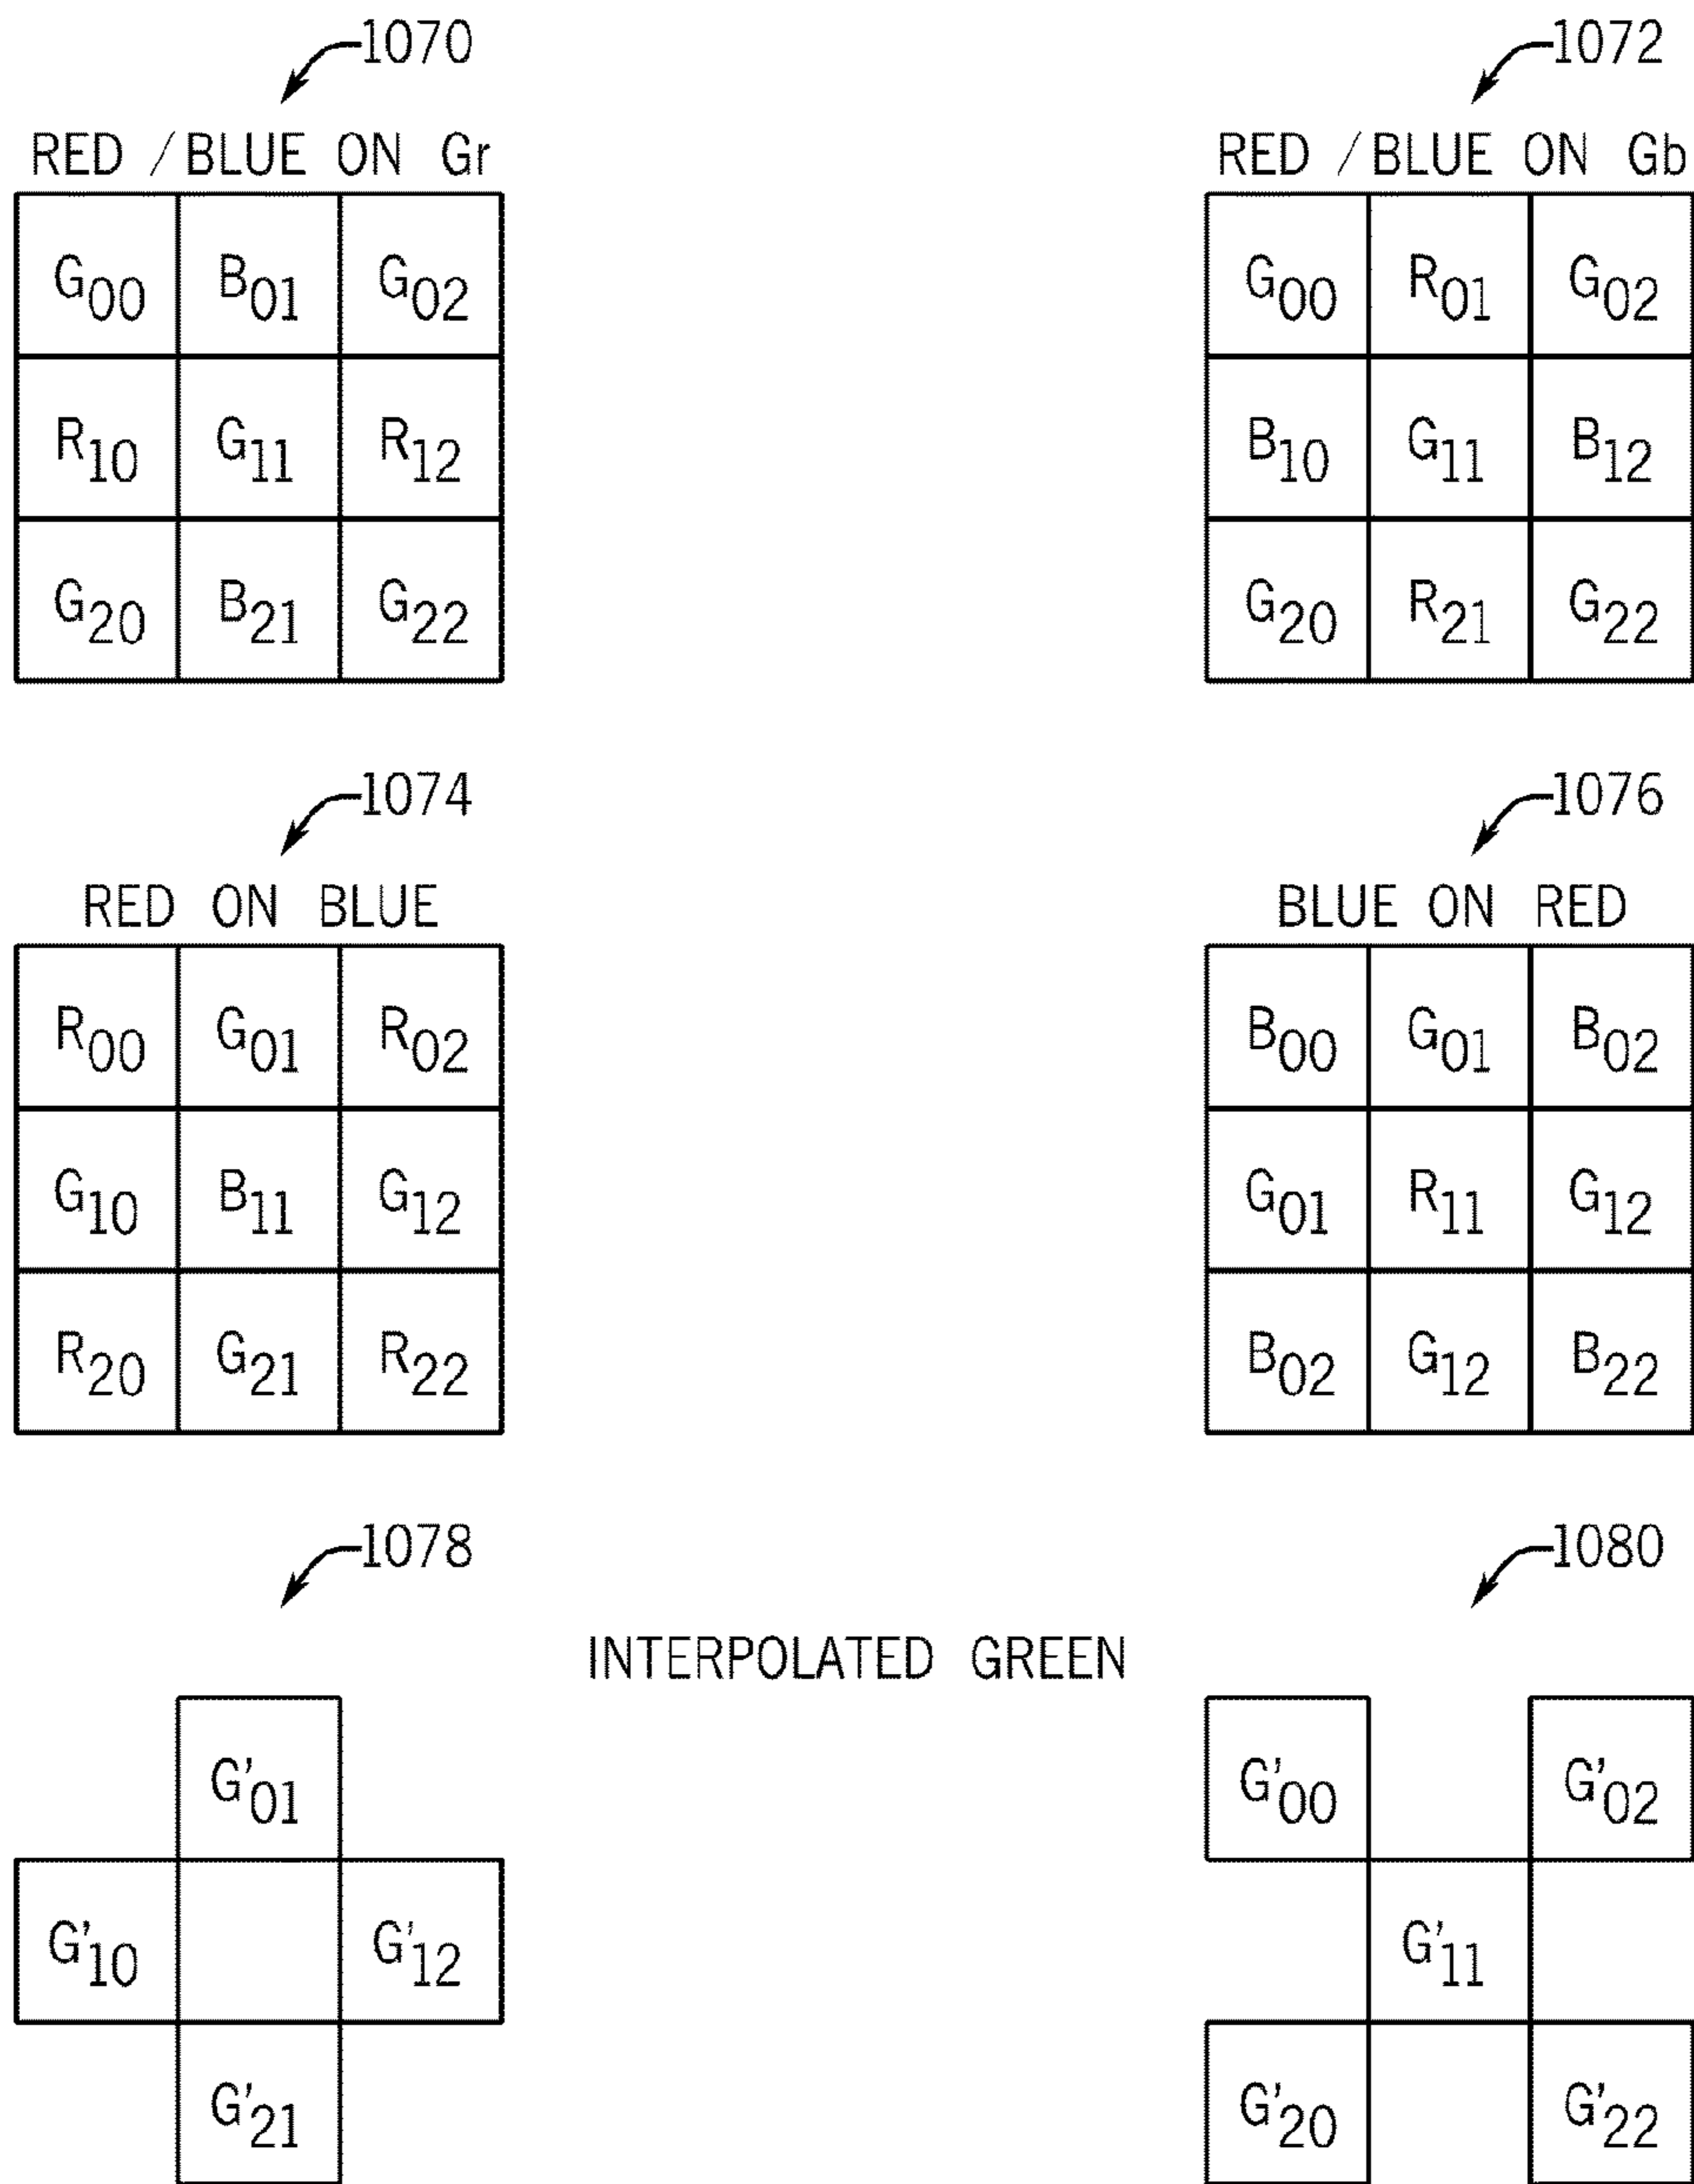 1070
1072
RED / BLUE ON Gr
RED / BLUE ON Gb
G00 B01 G02
R10 G11 R12
G20 B21 G22
G00 R01 G02
B10 G11 B12
G20 R21 G22
1074
1076
RED ON BLUE
BLUE ON RED
R00 G01 R02
G10 B11 G12
R20 G21 R22
B00 G01 B02
G01 R11 G12
B02 G12 B22
1078
1080
INTERPOLATED GREEN
G'01
G'10 G'12
G'21
G'00 G'02
G'11
G'20 G'22